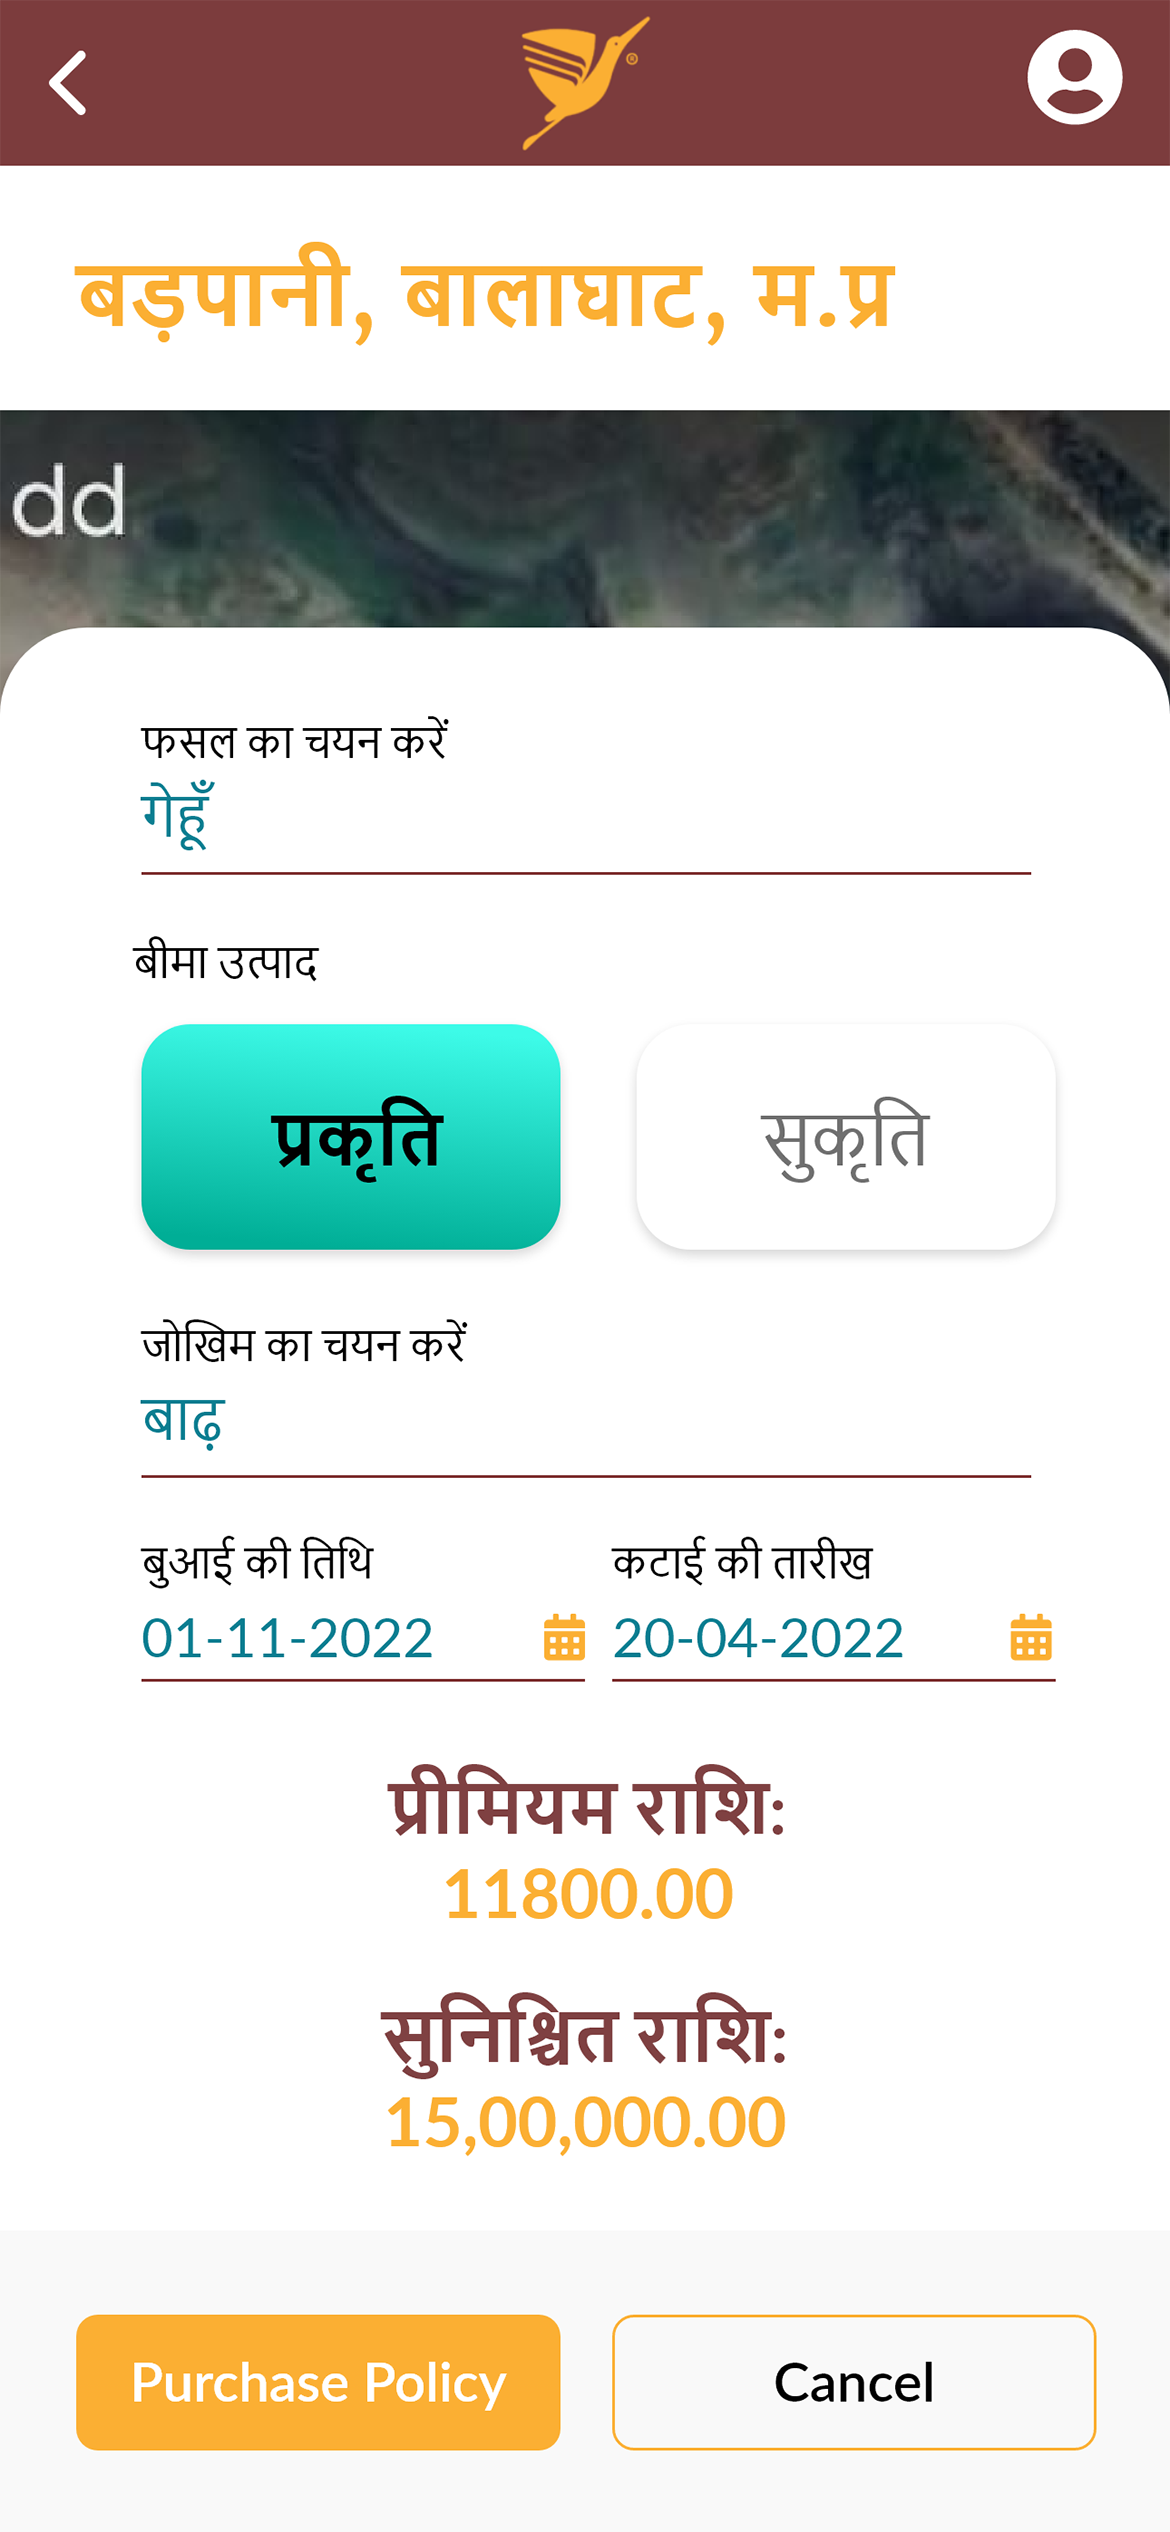 ®
बड़पानी, बालाघाट, म.प्र
dd
फसल का चयन करें
गेहूँ
बीमा उत्पाद
प्रकृति
सुकृति
जोखिम का चयन करें
बाढ़
बुआई की तिथि
कटाई की तारीख
01-11-2022
20-04-2022
प्रीमियम राशि:
11800.00
सुनिश्चित राशि:
15,00,000.00
Purchase Policy
Cancel